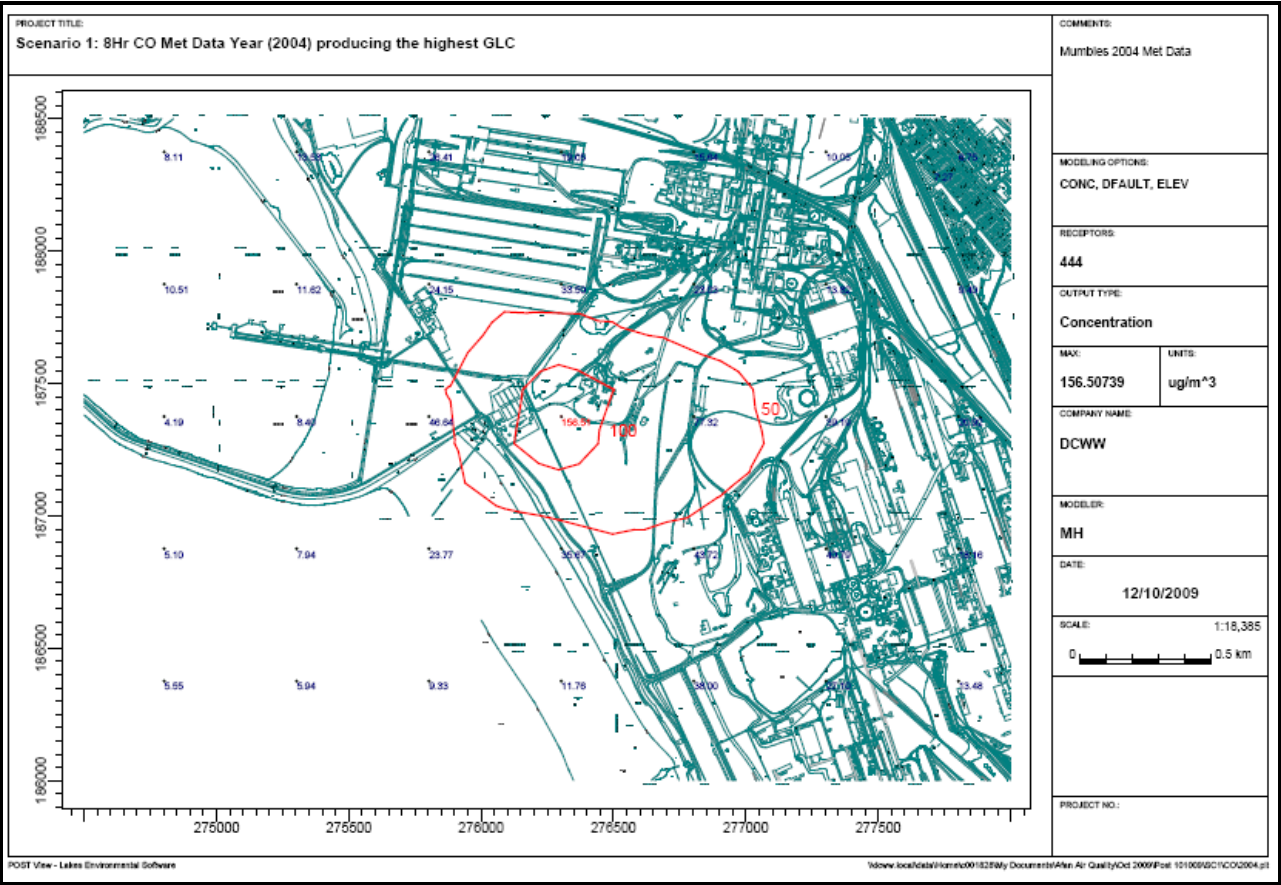 PROJECT TITLE:
Scenario 1: 8Hr CO Met Data Year (2004) producing the highest GLC
COMMENTS:
Mumbles 2004 Met Data
MODELING OPTIONS:
CONC, DFAULT, ELEV
RECEPTORS:
444
OUTPUT TYPE:
Concentration
MAX:
156.50739
UNITS:
ug/m^3
COMPANY NAME:
DCWW
MODELER:
MH
DATE:
12/10/2009
SCALE:
1:18,385
0
0.5 km
PROJECT NO.:
188500
188000
187500
187000
186500
186000
8.11
10.51
11.62
24.15
33.50
4.19
8.40
46.64
156.51
100
50
5.10
7.94
23.77
35.67
43.72
5.55
5.94
9.33
11.76
38.00
13.48
275000
275500
276000
276500
277000
277500
POST View - Lakes Environmental Software